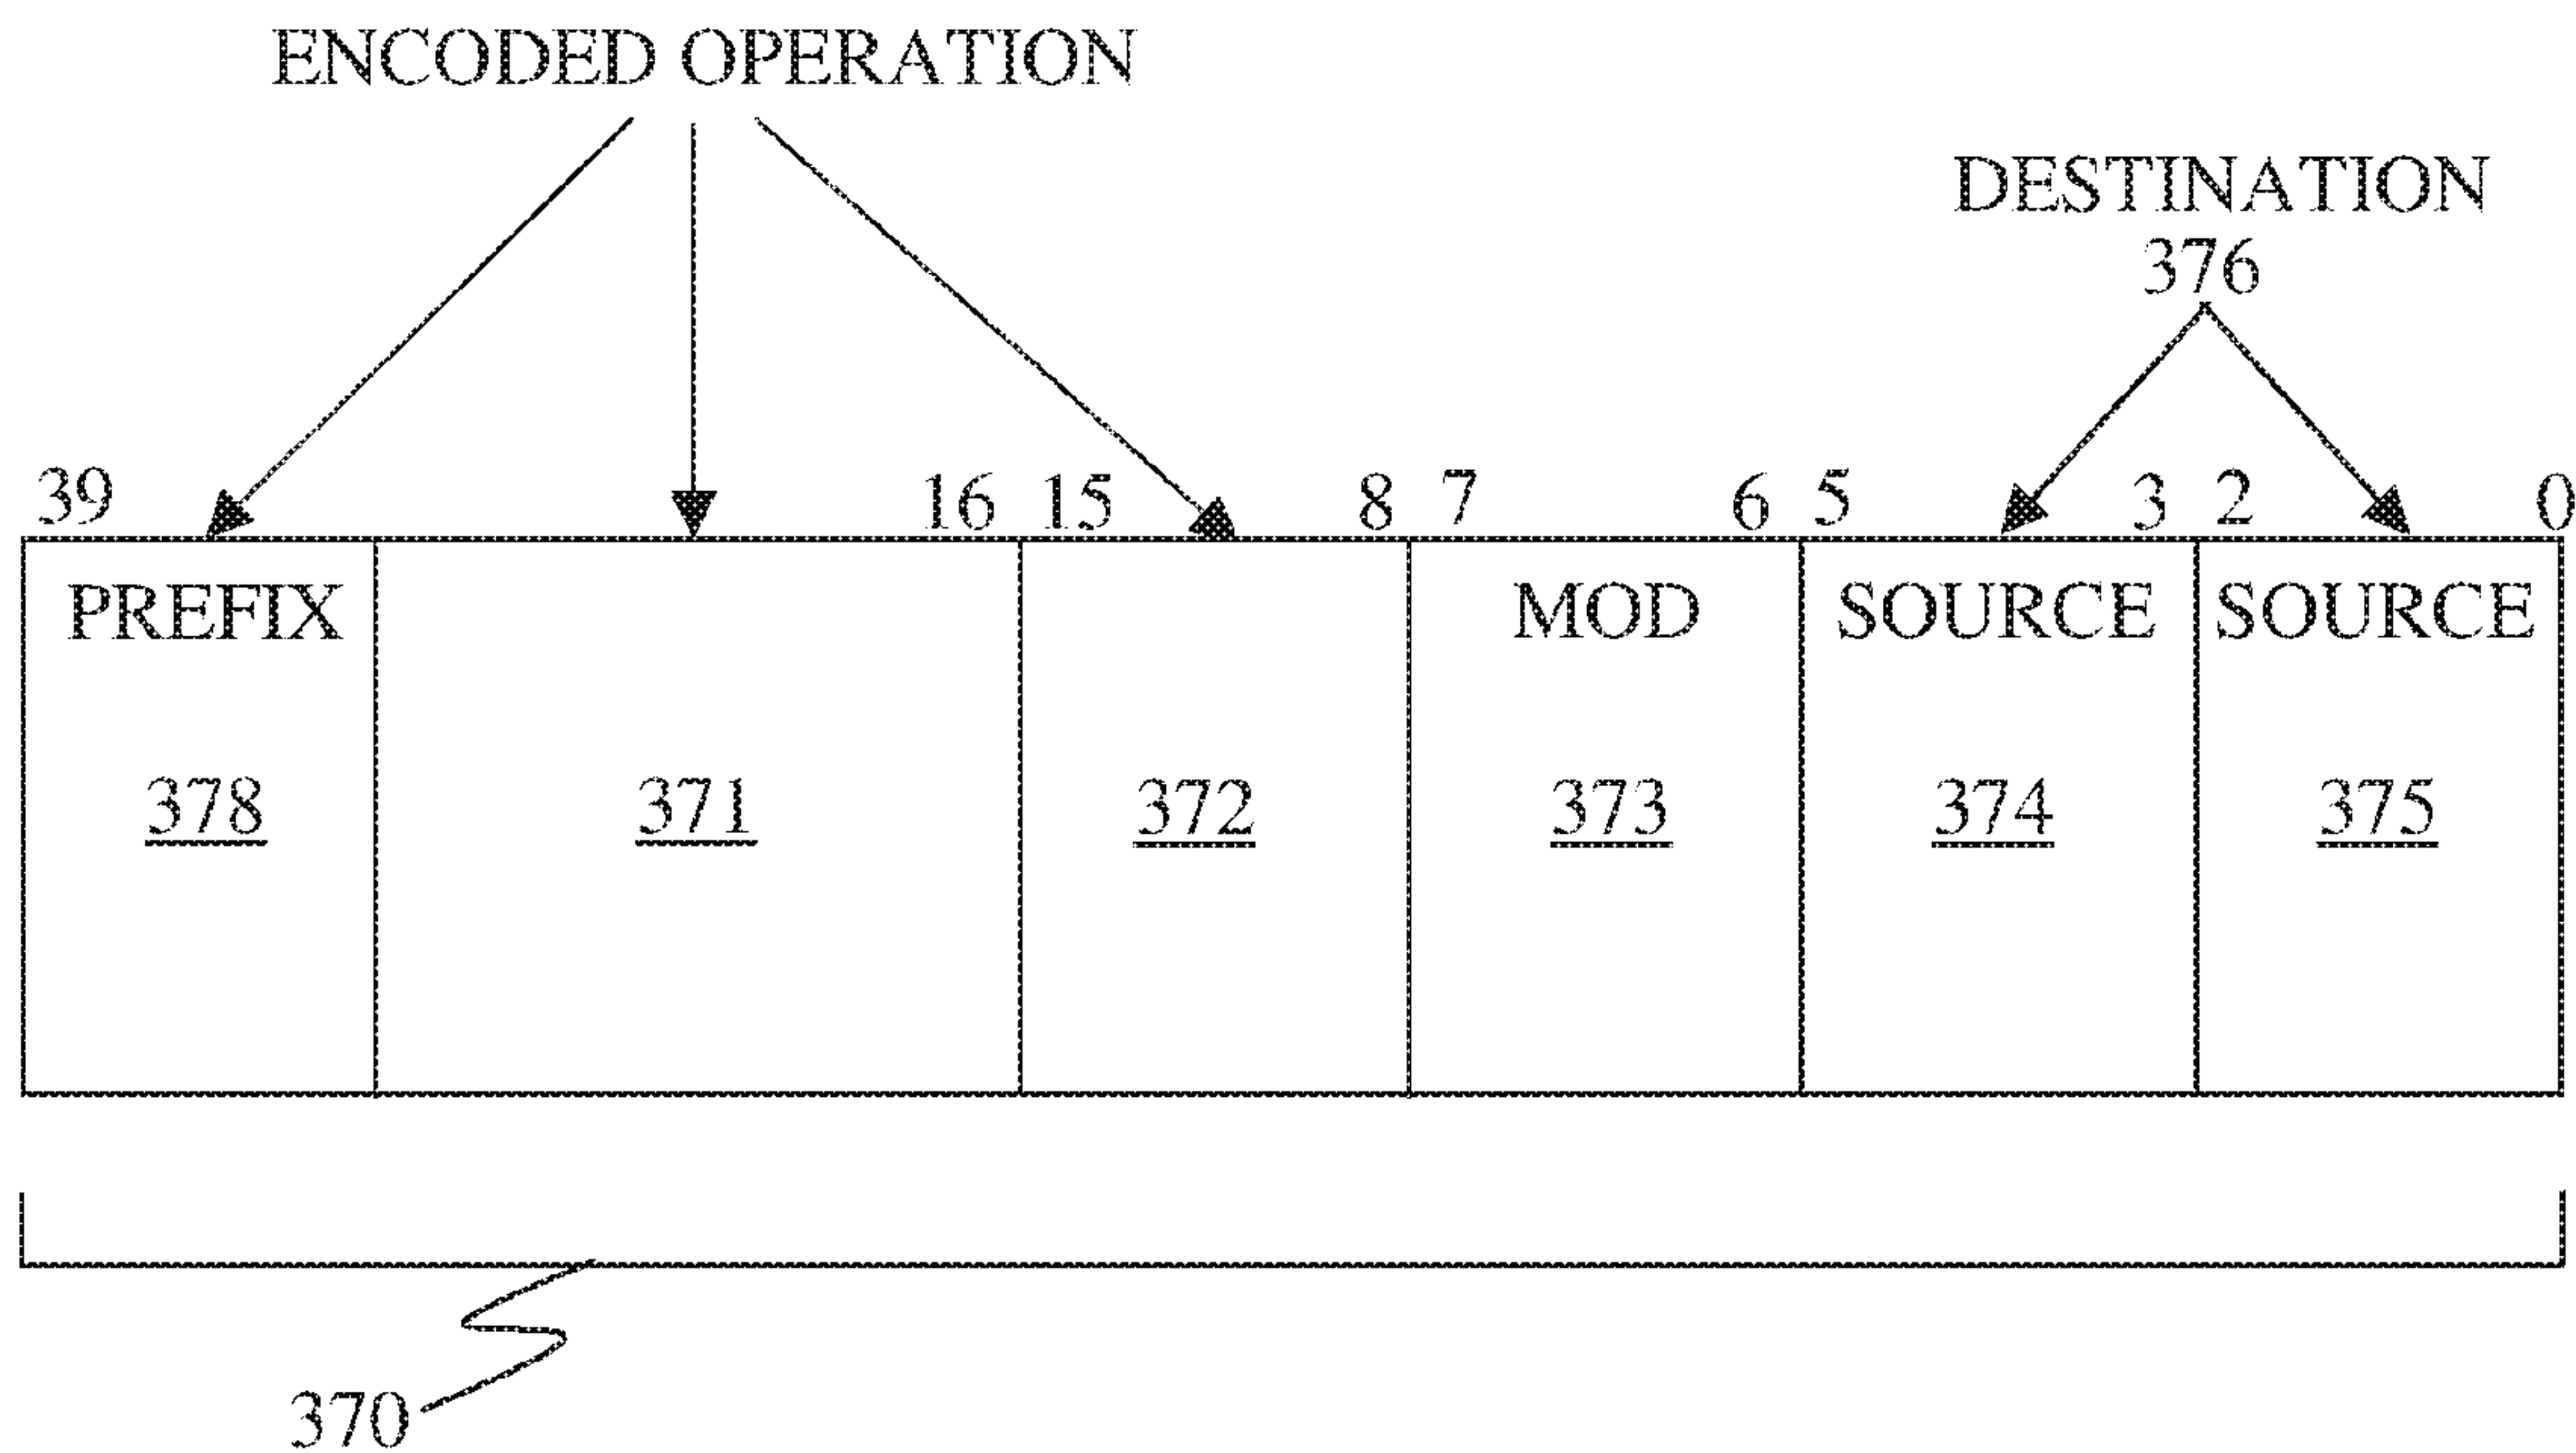 ENCODED OPERATION
DESTINATION
376
39 16 15 8 7 6 5 3 2 0
PREFIX MOD SOURCE SOURCE
378 371 372 373 374 375
370